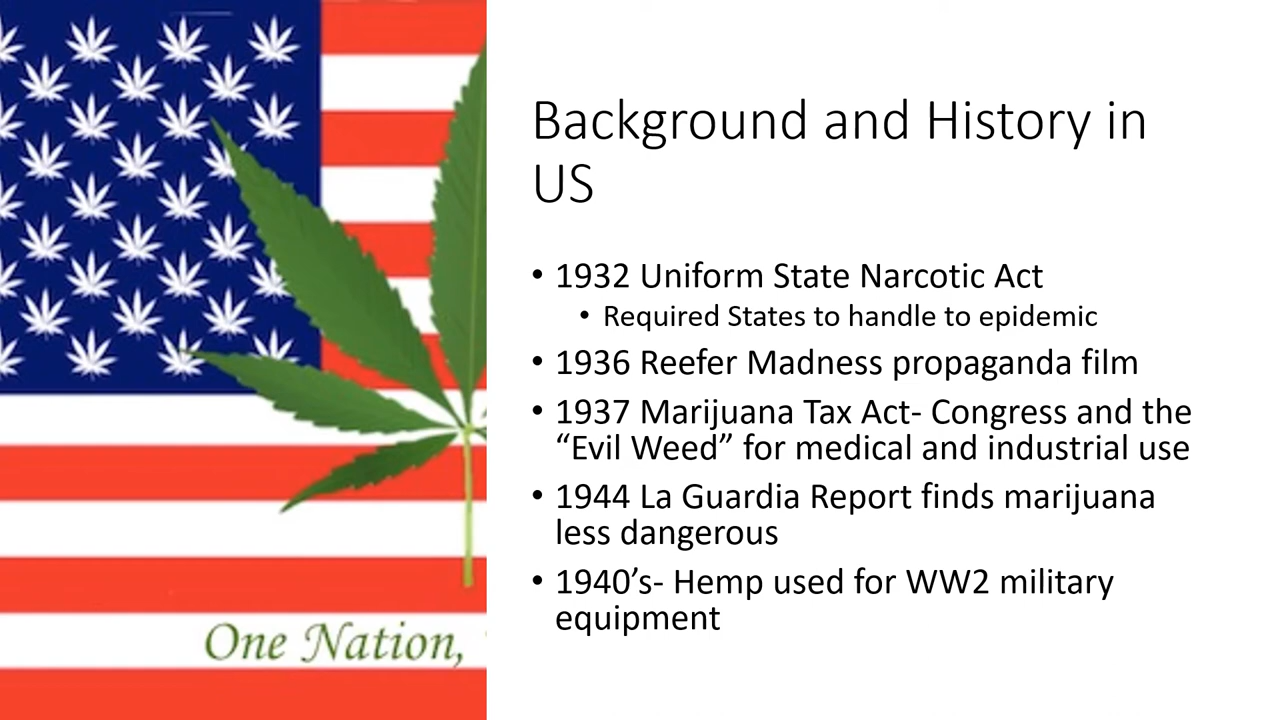 Background and History in
US
• 1932 Uniform State Narcotic Act
• Required States to handle to epidemic
• 1936 Reefer Madness propaganda film
• 1937 Marijuana Tax Act- Congress and the
“Evil Weed” for medical and industrial use
• 1944 La Guardia Report finds marijuana
less dangerous
• 1940’s- Hemp used for WW2 military
equipment
One Nation,